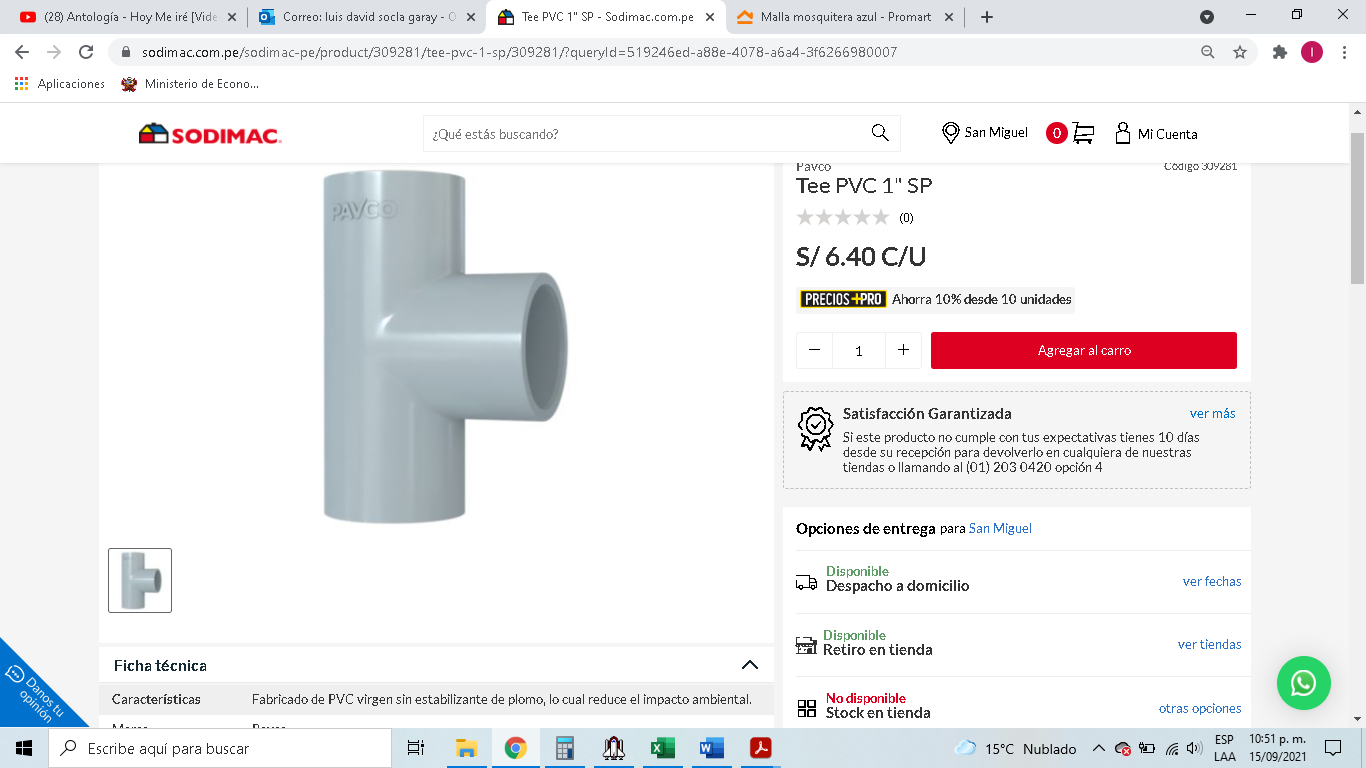 (28) Antología - Hoy Me iré [Vide
Correo: luis david socla garay - O
Tee PVC 1" SP - Sodimac.com.pe
Malla mosquitera azul - Promart
sodimac.com.pe/sodimac-pe/product/309281/tee-pvc-1-sp/309281/?queryId=519246ed-a88e-4078-a6a4-3f6266980007
I
Aplicaciones
Ministerio de Econo...
SODIMAC
¿Qué estás buscando?
San Miguel
0
Mi Cuenta
Pavco
Código 309281
Tee PVC 1" SP
(0)
S/ 6.40 C/U
PRECIOS+PRO Ahorra 10% desde 10 unidades
1
Agregar al carro
PAVCO
Satisfacción Garantizada
ver más
Si este producto no cumple con tus expectativas tienes 10 días
desde su recepción para devolverlo en cualquiera de nuestras
tiendas o llamando al (01) 203 0420 opción 4
Opciones de entrega para San Miguel
Disponible
Despacho a domicilio
ver fechas
Disponible
Retiro en tienda
ver tiendas
No disponible
Stock en tienda
otras opciones
Ficha técnica
Características
Fabricado de PVC virgen sin estabilizante de plomo, lo cual reduce el impacto ambiental.
Marca
Pavco
Danos tu
opinión
Escribe aquí para buscar
15°C Nublado
ESP
LAA
10:51 p. m.
15/09/2021